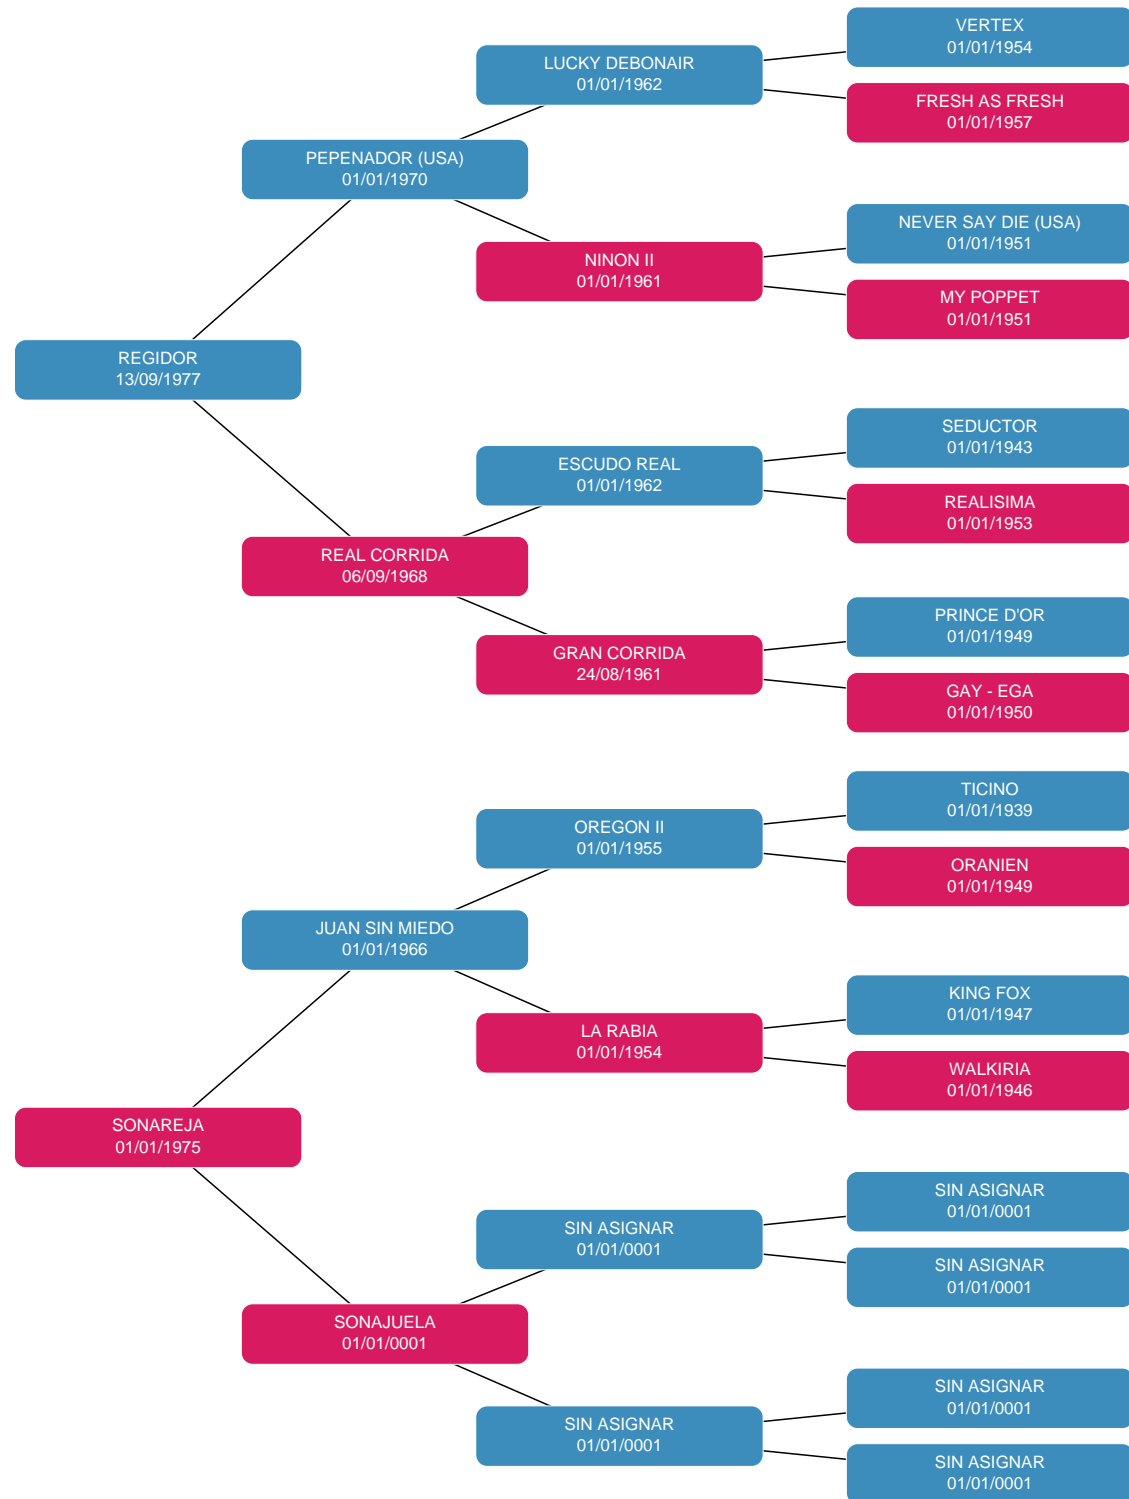 VERTEX
01/01/1954
LUCKY DEBONAIR
01/01/1962
FRESH AS FRESH
01/01/1957
PEPENADOR (USA)
01/01/1970
NEVER SAY DIE (USA)
01/01/1951
NINON II
01/01/1961
MY POPPET
01/01/1951
REGIDOR
13/09/1977
SEDUCTOR
01/01/1943
ESCUDO REAL
01/01/1962
REALISIMA
01/01/1953
REAL CORRIDA
06/09/1968
PRINCE D'OR
01/01/1949
GRAN CORRIDA
24/08/1961
GAY - EGA
01/01/1950
TICINO
01/01/1939
OREGON II
01/01/1955
ORANIEN
01/01/1949
JUAN SIN MIEDO
01/01/1966
KING FOX
01/01/1947
LA RABIA
01/01/1954
WALKIRIA
01/01/1946
SONAREJA
01/01/1975
SIN ASIGNAR
01/01/0001
SIN ASIGNAR
01/01/0001
SIN ASIGNAR
01/01/0001
SONAJUELA
01/01/0001
SIN ASIGNAR
01/01/0001
SIN ASIGNAR
01/01/0001
SIN ASIGNAR
01/01/0001